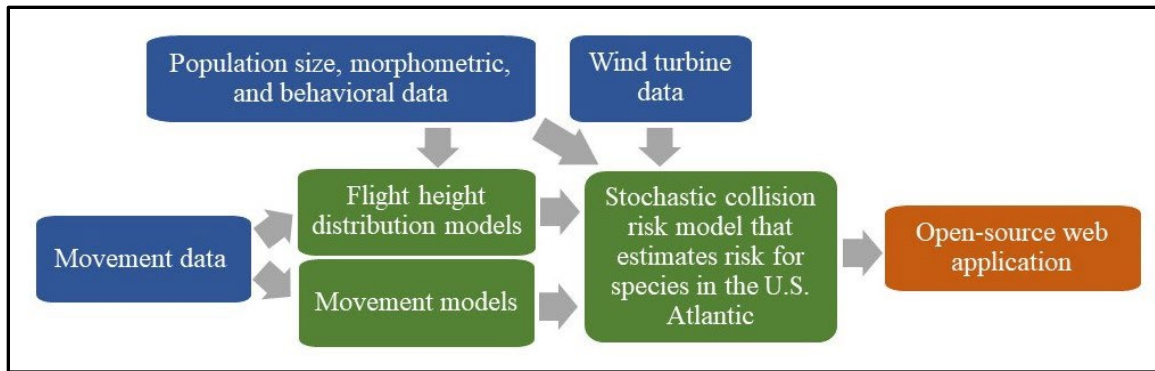 Population size, morphometric,
and behavioral data
Wind turbine
data
Flight height
distribution models
Movement data
Movement models
Stochastic collision
risk model that
estimates risk for
species in the U.S.
Atlantic
Open-source web
application